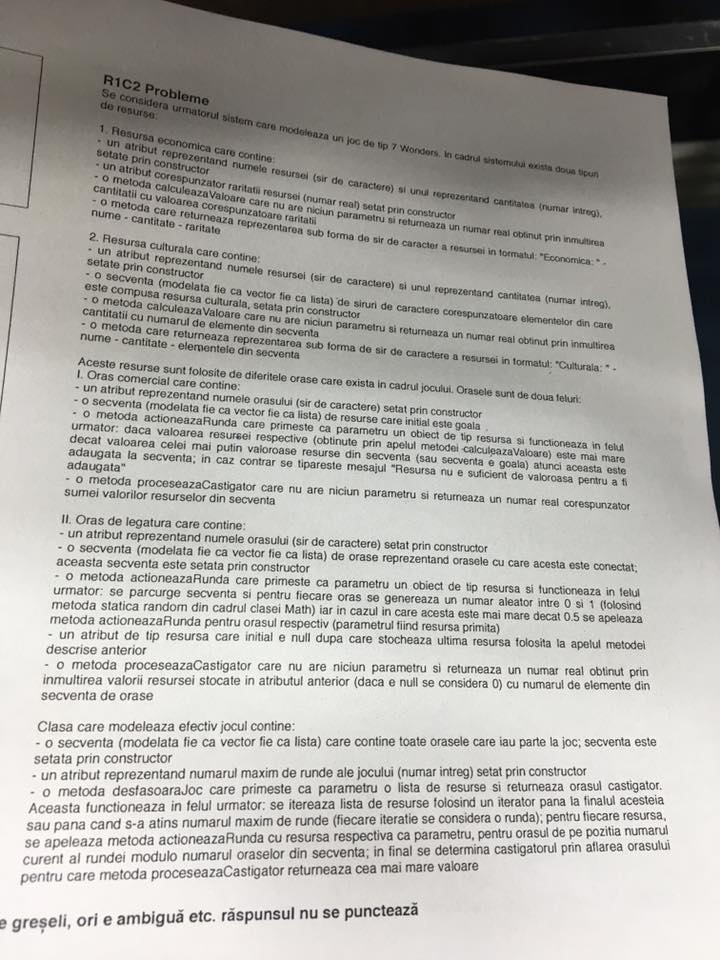 R1C2 Probleme
Se considera urmatorul sistem care modeleaza un joc de tip 7 Wonders. In cadrul sistemului exista doua tipuri
de resurse:
1. Resursa economica care contine:
- un atribut reprezentand numele resursei (sir de caractere) si unul reprezentand cantitatea (numar intreg),
setate prin constructor
- un atribut corespunzator raritatii resursei (numar real) setat prin constructor
- o metoda calculeazaValoare care nu are niciun parametru si returneaza un numar real obtinut prin inmultirea
cantitatii cu valoarea corespunzatoare raritatii
- o metoda care returneaza reprezentarea sub forma de sir de caracter a resursei in formatul: "Economica: " -
nume - cantitate - raritate
2. Resursa culturala care contine:
- un atribut reprezentand numele resursei (sir de caractere) si unul reprezentand cantitatea (numar intreg),
setate prin constructor
- o secventa (modelata fie ca vector fie ca lista) de siruri de caractere corespunzatoare elementelor din care
este compusa resursa culturala, setata prin constructor
- o metoda calculeazaValoare care nu are niciun parametru si returneaza un numar real obtinut prin inmultirea
cantitatii cu numarul de elemente din secventa
- o metoda care returneaza reprezentarea sub forma de sir de caractere a resursei in formatul: "Culturala: " -
nume - cantitate - elementele din secventa
Aceste resurse sunt folosite de diferitele orase care exista in cadrul jocului. Orasele sunt de doua feluri:
I. Oras comercial care contine:
- un atribut reprezentand numele orasului (sir de caractere) setat prin constructor
- o secventa (modelata fie ca vector fie ca lista) de resurse care initial este goala .
- o metoda actioneazaRunda care primeste ca parametru un obiect de tip resursa si functioneaza in felul
urmator: daca valoarea resursei respective (obtinute prin apelul metodei calculeazaValoare) este mai mare
decat valoarea celei mai putin valoroase resurse din secventa (sau secventa e goala) atunci aceasta este
adaugata la secventa; in caz contrar se tipareste mesajul "Resursa nu e suficient de valoroasa pentru a fi
adaugata"
- o metoda proceseazaCastigator care nu are niciun parametru si returneaza un numar real corespunzator
sumei valorilor resurselor din secventa
II. Oras de legatura care contine:
- un atribut reprezentand numele orasului (sir de caractere) setat prin constructor
- o secventa (modelata fie ca vector fie ca lista) de orase reprezentand orasele cu care acesta este conectat;
aceasta secventa este setata prin constructor
- o metoda actioneazaRunda care primeste ca parametru un obiect de tip resursa si functioneaza in felul
urmator: se parcurge secventa si pentru fiecare oras se genereaza un numar aleator intre 0 si 1 (folosind
metoda statica random din cadrul clasei Math) iar in cazul in care acesta este mai mare decat 0.5 se apeleaza
metoda actioneazaRunda pentru orasul respectiv (parametrul fiind resursa primita)
- un atribut de tip resursa care initial e null dupa care stocheaza ultima resursa folosita la apelul metodei
descrise anterior
- o metoda proceseazaCastigator care nu are niciun parametru si returneaza un numar real obtinut prin
inmultirea valorii resursei stocate in atributul anterior (daca e null se considera 0) cu numarul de elemente din
secventa de orase
Clasa care modeleaza efectiv jocul contine:
- o secventa (modelata fie ca vector fie ca lista) care contine toate orasele care iau parte la joc; secventa este
setata prin constructor
- un atribut reprezentand numarul maxim de runde ale jocului (numar intreg) setat prin constructor
- o metoda desfasoaraJoc care primeste ca parametru o lista de resurse si returneaza orasul castigator.
Aceasta functioneaza in felul urmator: se itereaza lista de resurse folosind un iterator pana la finalul acesteia
sau pana cand s-a atins numarul maxim de runde (fiecare iteratie se considera o runda); pentru fiecare resursa,
se apeleaza metoda actioneazaRunda cu resursa respectiva ca parametru, pentru orasul de pe pozitia numarul
curent al rundei modulo numarul oraselor din secventa; in final se determina castigatorul prin aflarea orasului
pentru care metoda proceseazaCastigator returneaza cea mai mare valoare
e greșeli, ori e ambiguă etc. răspunsul nu se punctează